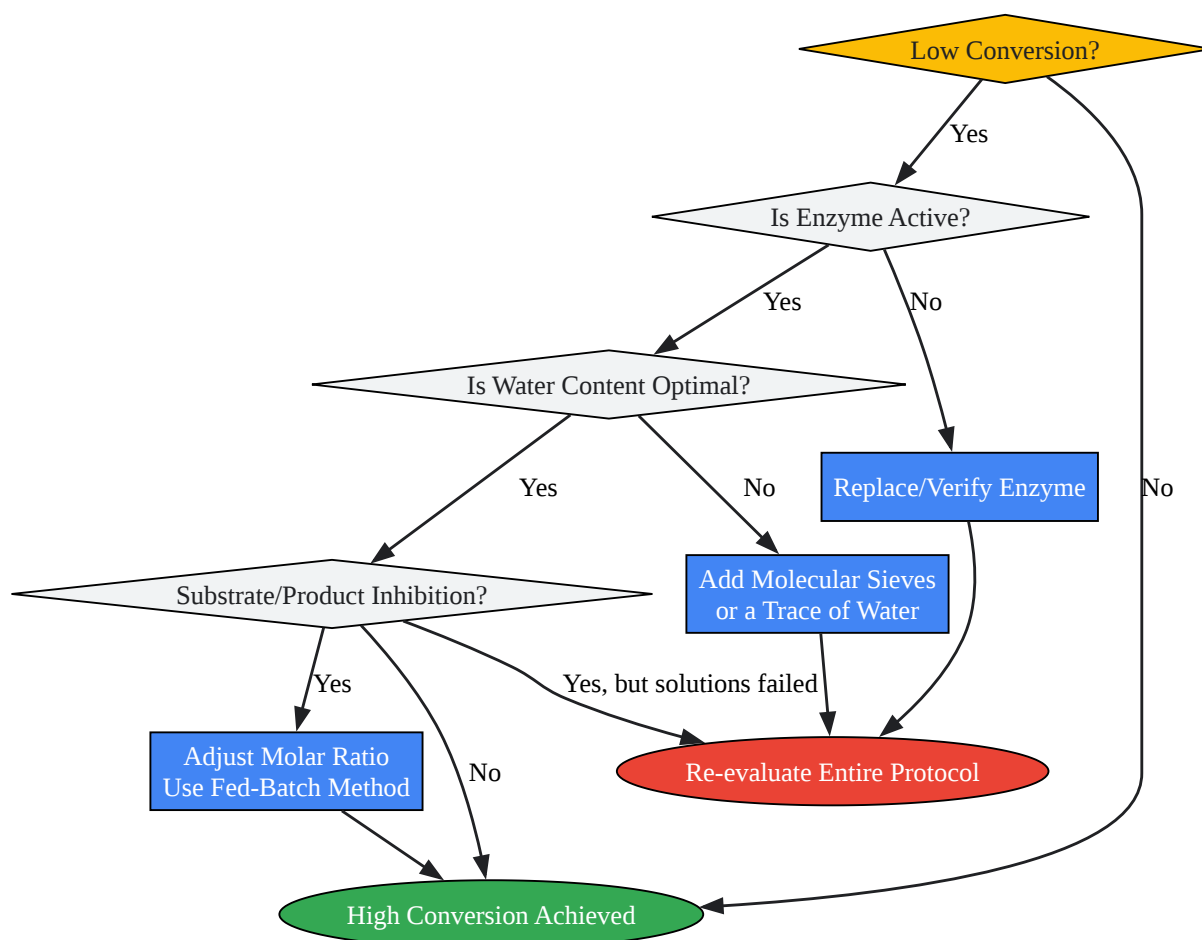 Low Conversion?
Yes
Is Enzyme Active?
Yes
No
Is Water Content Optimal?
Yes
No
Replace/Verify Enzyme
No
Add Molecular Sieves
or a Trace of Water
Substrate/Product Inhibition?
Yes
Yes, but solutions failed
Adjust Molar Ratio
Use Fed-Batch Method
No
Re-evaluate Entire Protocol
High Conversion Achieved